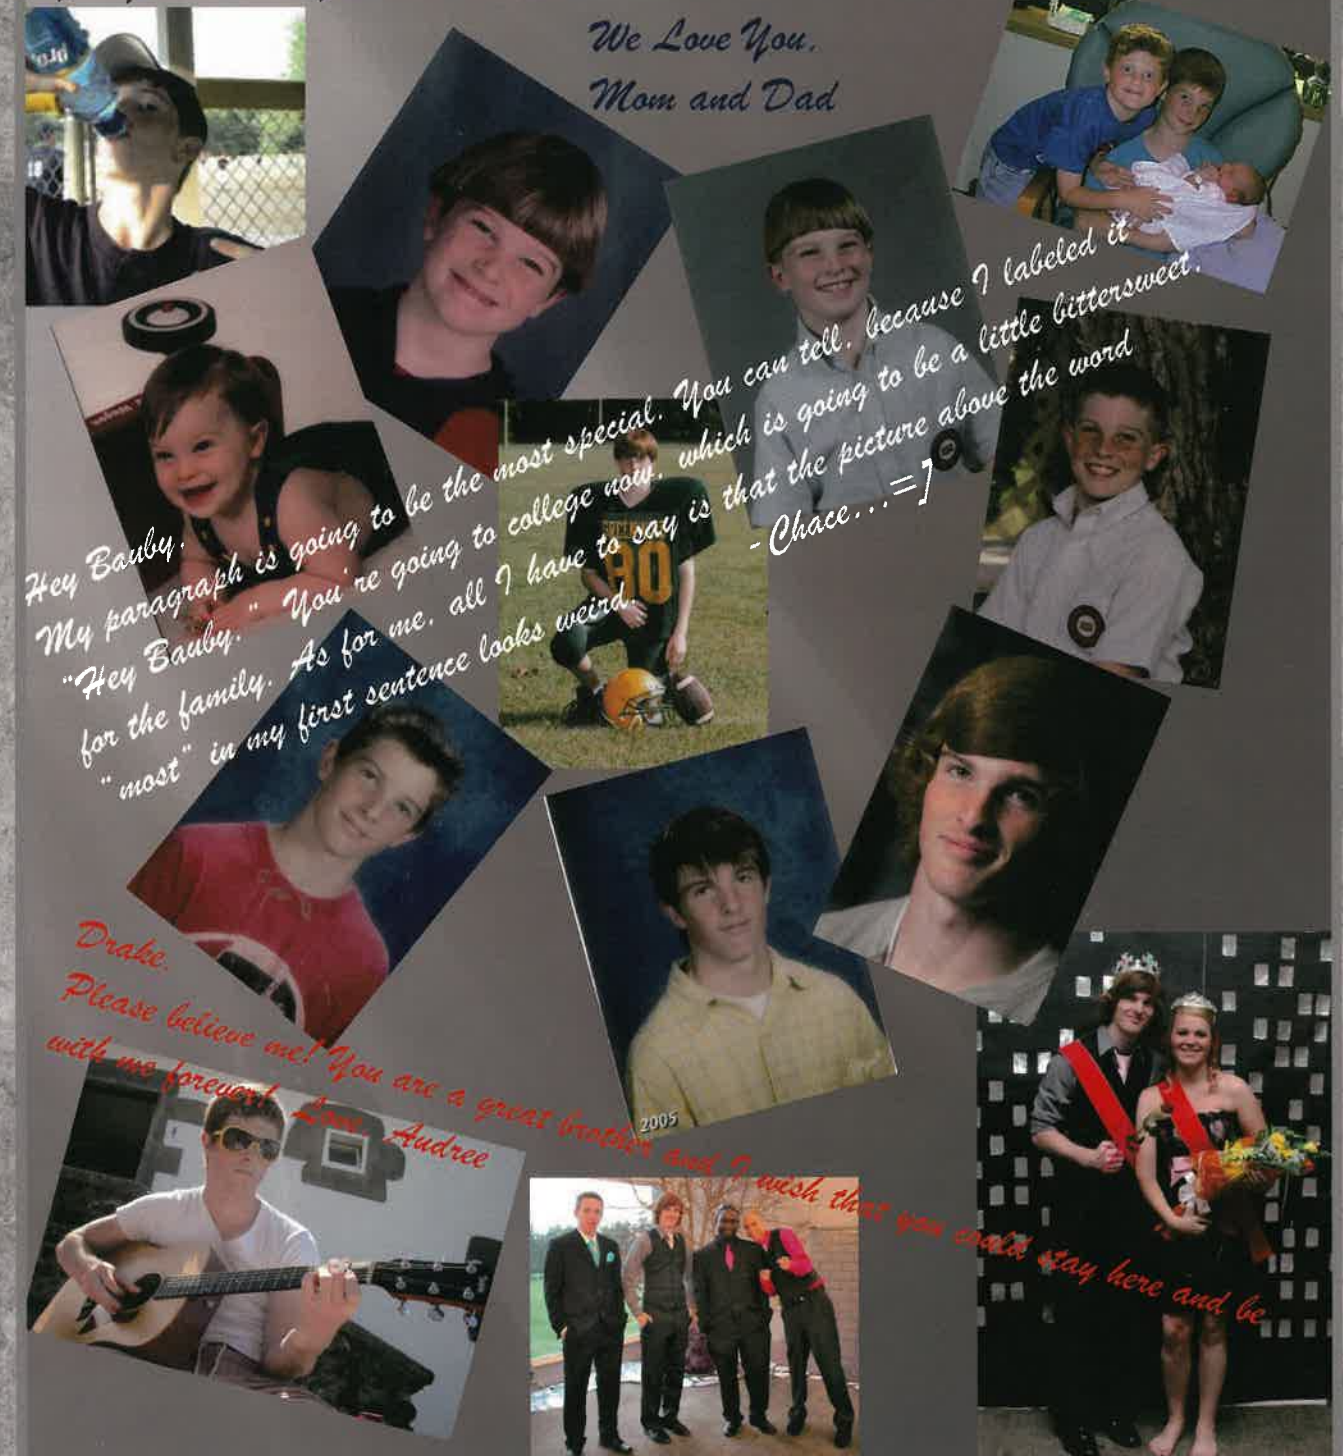 We Love You,
Mom and Dad
Hey Bauby,
My paragraph is going to be the most special. You can tell, because I labeled it
"Hey Bauby." You're going to college now, which is going to be a little bittersweet,
for the family. As for me, all I have to say is that the picture above the word
"most" in my first sentence looks weird.
- Chace...=]
80
Drake,
Please believe me! You are a great brother and I wish that you could stay here and be
with me forever! Love, Audree
2005